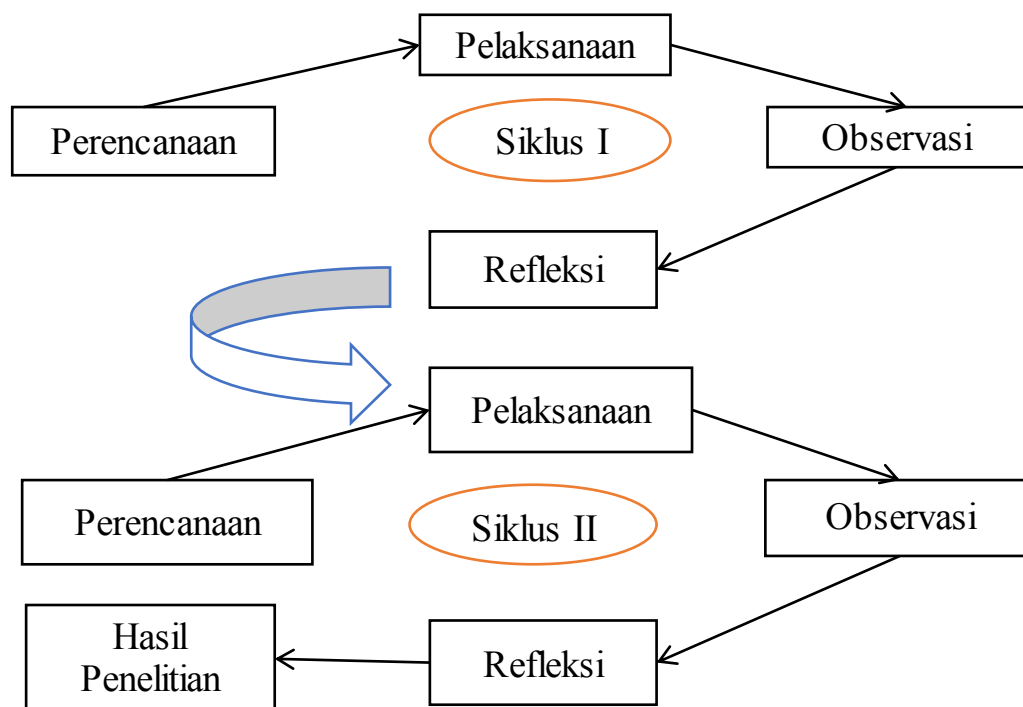 Pelaksanaan
Perencanaan
Siklus I
Observasi
Refleksi
Pelaksanaan
Perencanaan
Siklus II
Observasi
Hasil
Penelitian
Refleksi